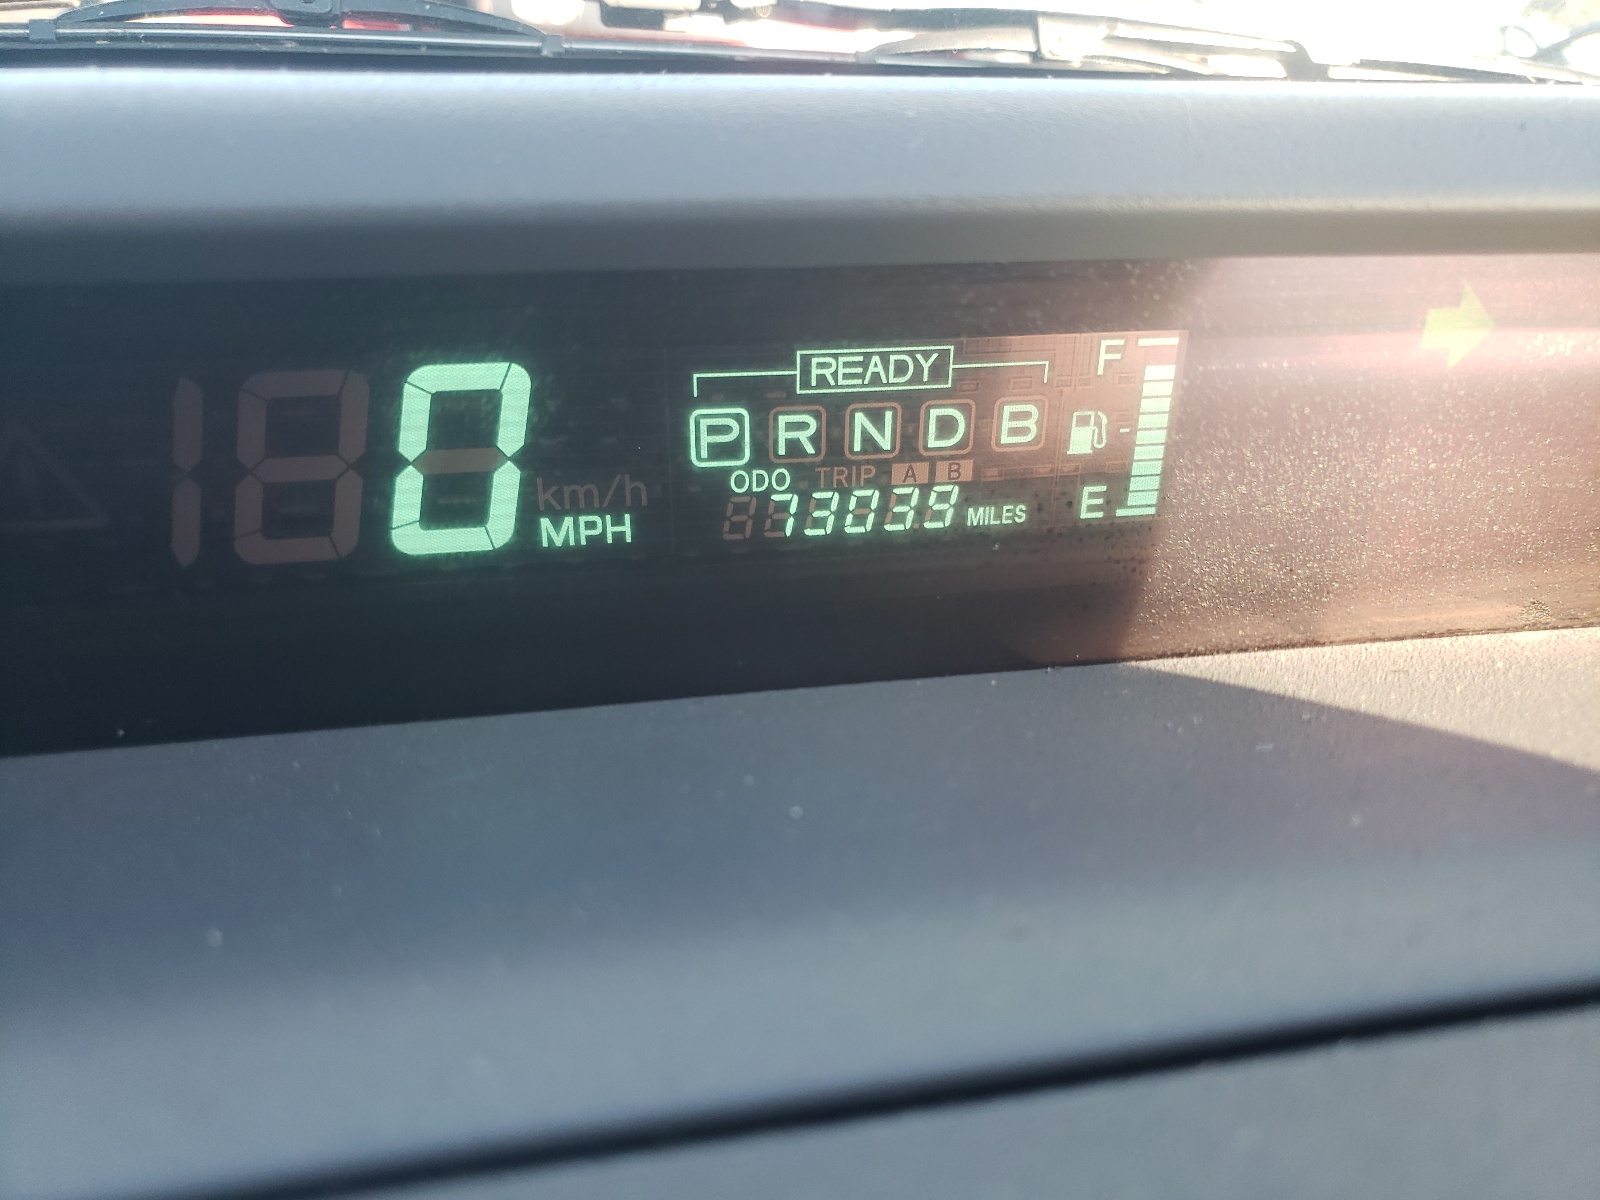 READY
F
P R N D B
ODO TRIP A B
73039 MILES
E
0
km/h
MPH